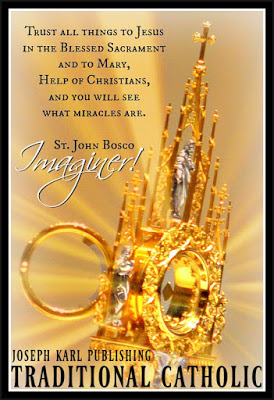 Trust all things to Jesus
in the Blessed Sacrament
and to Mary,
Help of Christians,
and you will see
what miracles are.
St. John Bosco
Imaginer!
JOSEPH KARL PUBLISHING
TRADITIONAL CATHOLIC